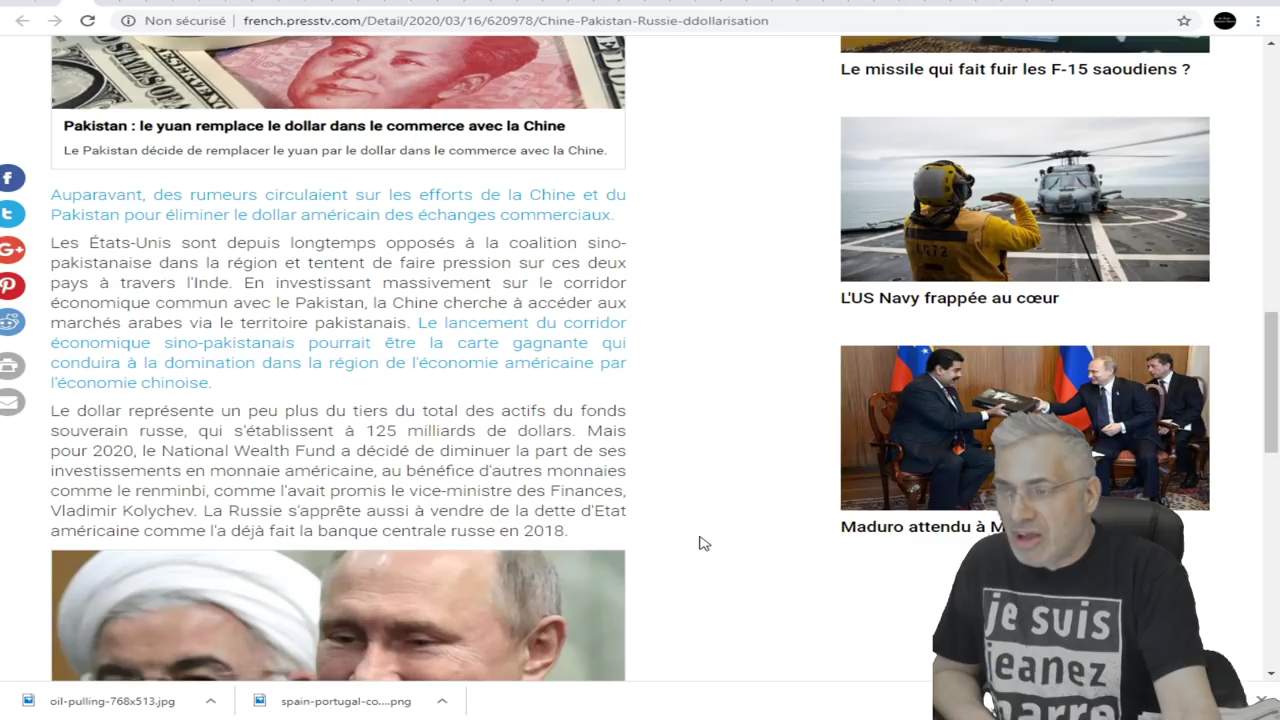 Non sécurisé
french.presstv.com/Detail/2020/03/16/620978/Chine-Pakistan-Russie-ddollarisation
Pakistan : le yuan remplace le dollar dans le commerce avec la Chine
Le Pakistan décide de remplacer le yuan par le dollar dans le commerce avec la Chine.
Auparavant, des rumeurs circulaient sur les efforts de la Chine et du
Pakistan pour éliminer le dollar américain des échanges commerciaux.
Les États-Unis sont depuis longtemps opposés à la coalition sino-
pakistanaise dans la région et tentent de faire pression sur ces deux
pays à travers l'Inde. En investissant massivement sur le corridor
économique commun avec le Pakistan, la Chine cherche à accéder aux
marchés arabes via le territoire pakistanais. Le lancement du corridor
économique sino-pakistanais pourrait être la carte gagnante qui
conduira à la domination dans la région de l'économie américaine par
l'économie chinoise.
Le dollar représente un peu plus du tiers du total des actifs du fonds
souverain russe, qui s'établissent à 125 milliards de dollars. Mais
pour 2020, le National Wealth Fund a décidé de diminuer la part de ses
investissements en monnaie américaine, au bénéfice d'autres monnaies
comme le renminbi, comme l'avait promis le vice-ministre des Finances,
Vladimir Kolychev. La Russie s'apprête aussi à vendre de la dette d'Etat
américaine comme l'a déjà fait la banque centrale russe en 2018.
Le missile qui fait fuir les F-15 saoudiens ?
L'US Navy frappée au cœur
Maduro attendu à M
je suis
jeanez
marre
oil-pulling-768x513.jpg
spain-portugal-co....png